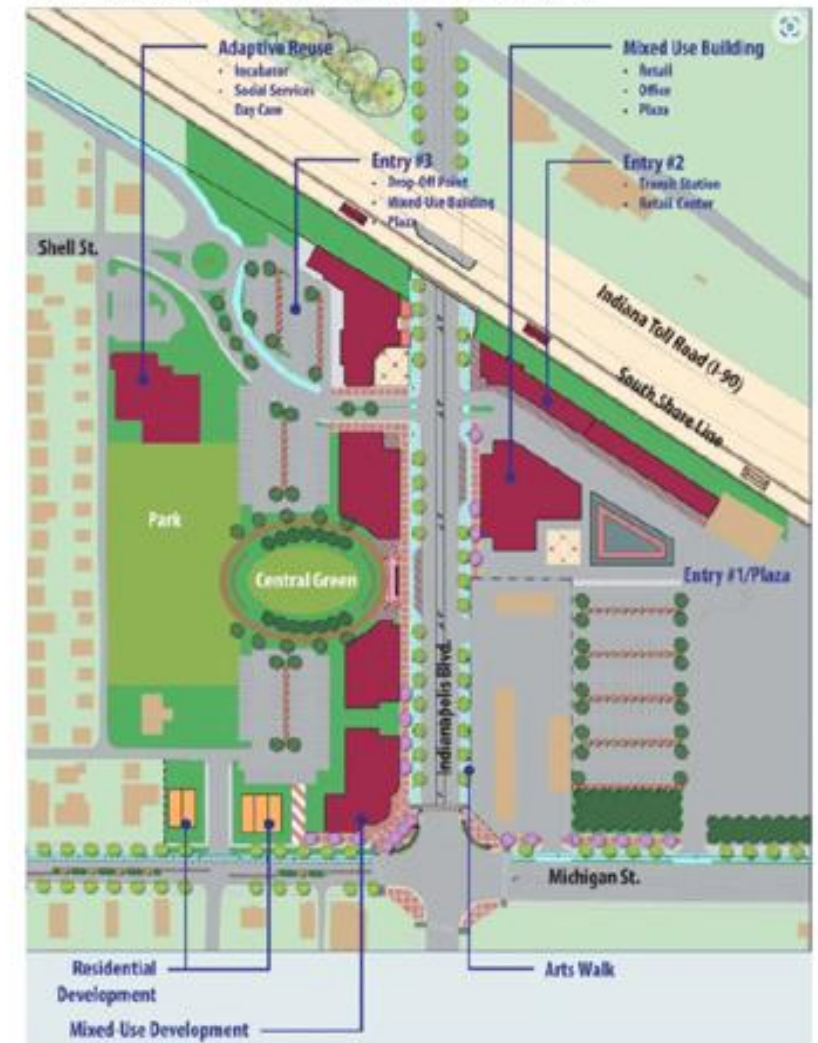 Adaptive Reuse
• Incubator
• Social Services
Day Care
Mixed Use Building
• Retail
• Office
• Plaza
Entry #3
• Drop-Off Point
• Mixed-Use Building
• Plaza
Entry #2
• Transit Station
• Retail Center
Shell St.
Indiana Toll Road (I-90)
South Shore Line
Park
Central Green
Entry #1/Plaza
Indianapolis Blvd.
Michigan St.
Residential
Development
Arts Walk
Mixed-Use Development